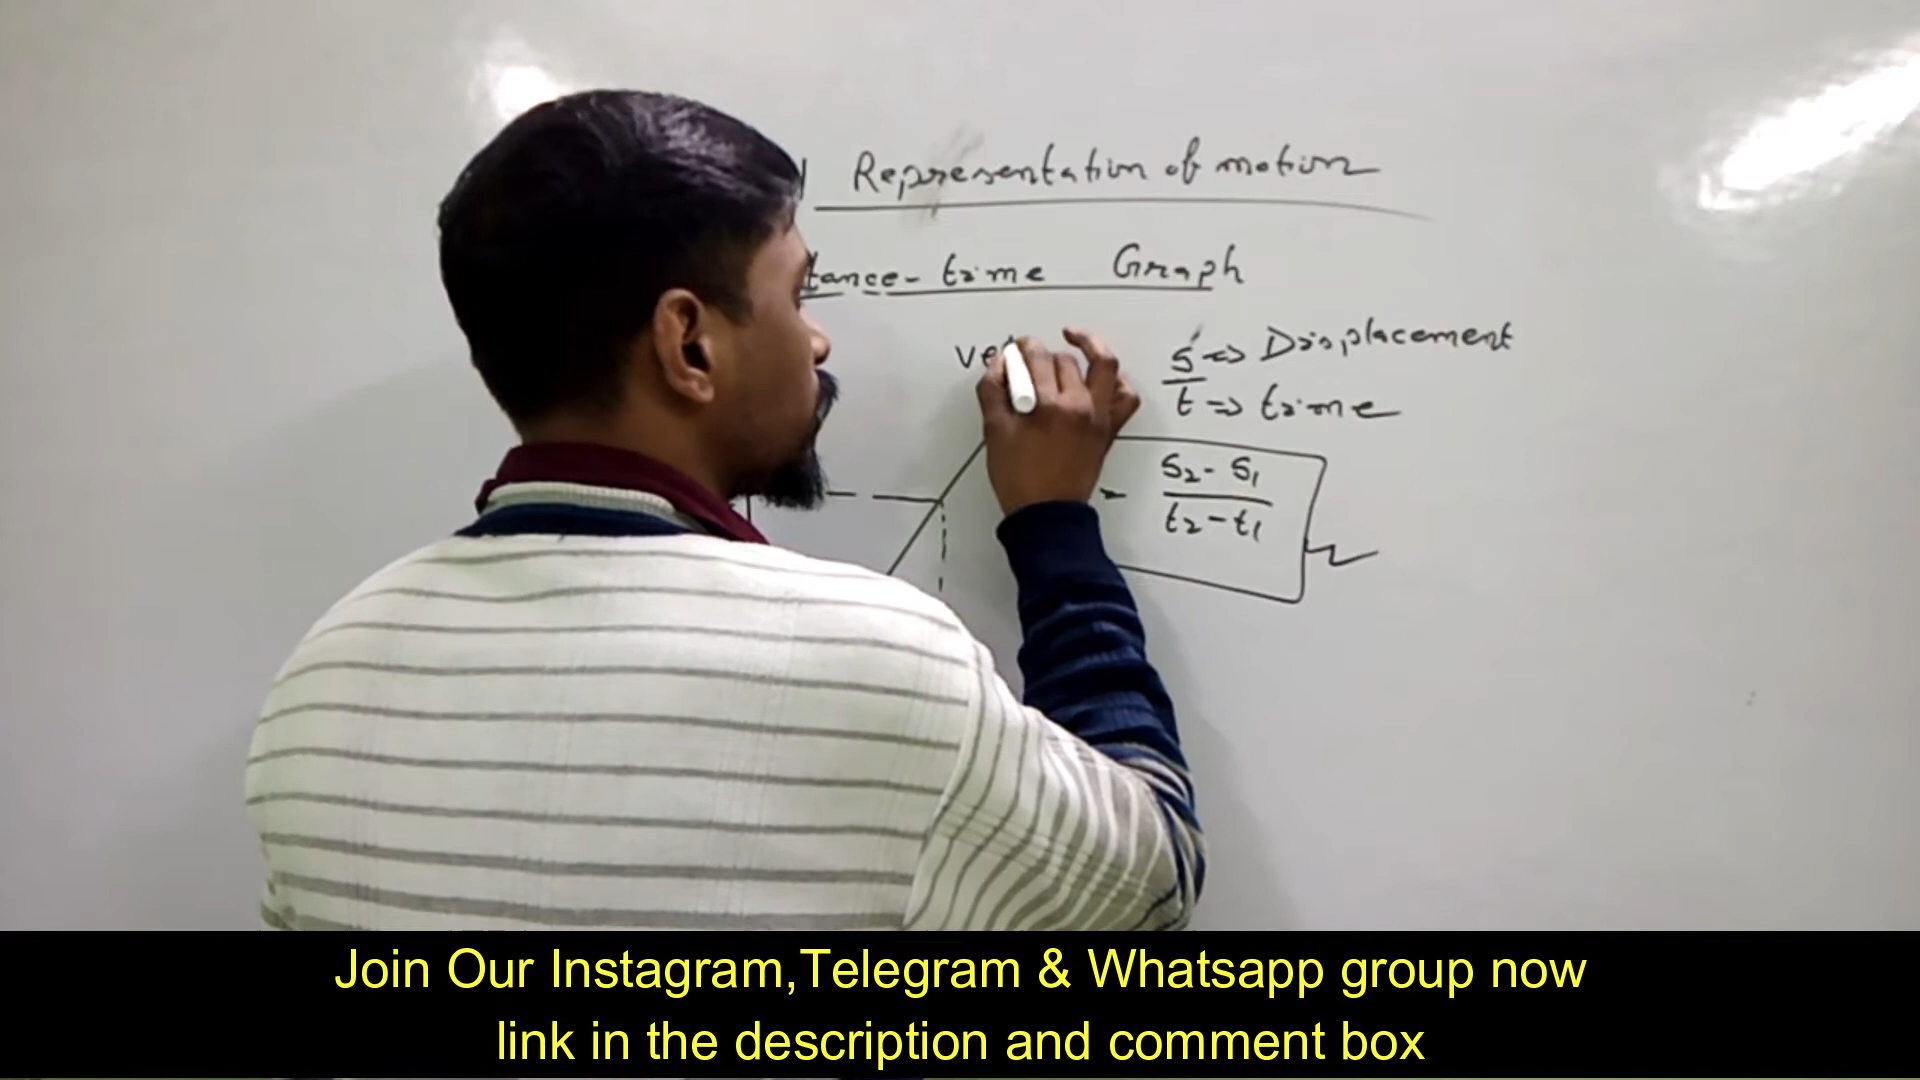 Representation of motion
tance-time Graph
ve
s => Displacement
t => time
= S2 - S1
t2 - t1
Join Our Instagram,Telegram & Whatsapp group now
link in the description and comment box